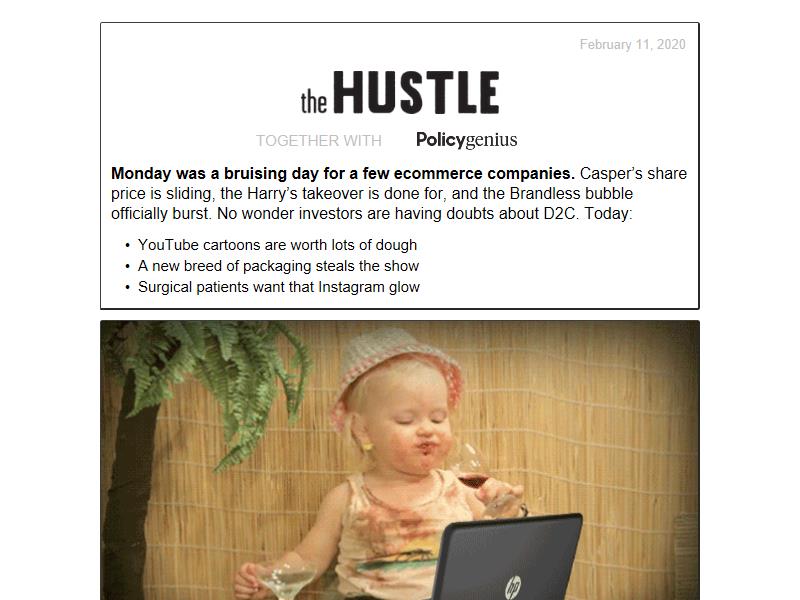 February 11, 2020
the HUSTLE
TOGETHER WITH Policygenius
Monday was a bruising day for a few ecommerce companies. Casper's share
price is sliding, the Harry's takeover is done for, and the Brandless bubble
officially burst. No wonder investors are having doubts about D2C. Today:
• YouTube cartoons are worth lots of dough
• A new breed of packaging steals the show
• Surgical patients want that Instagram glow
hp